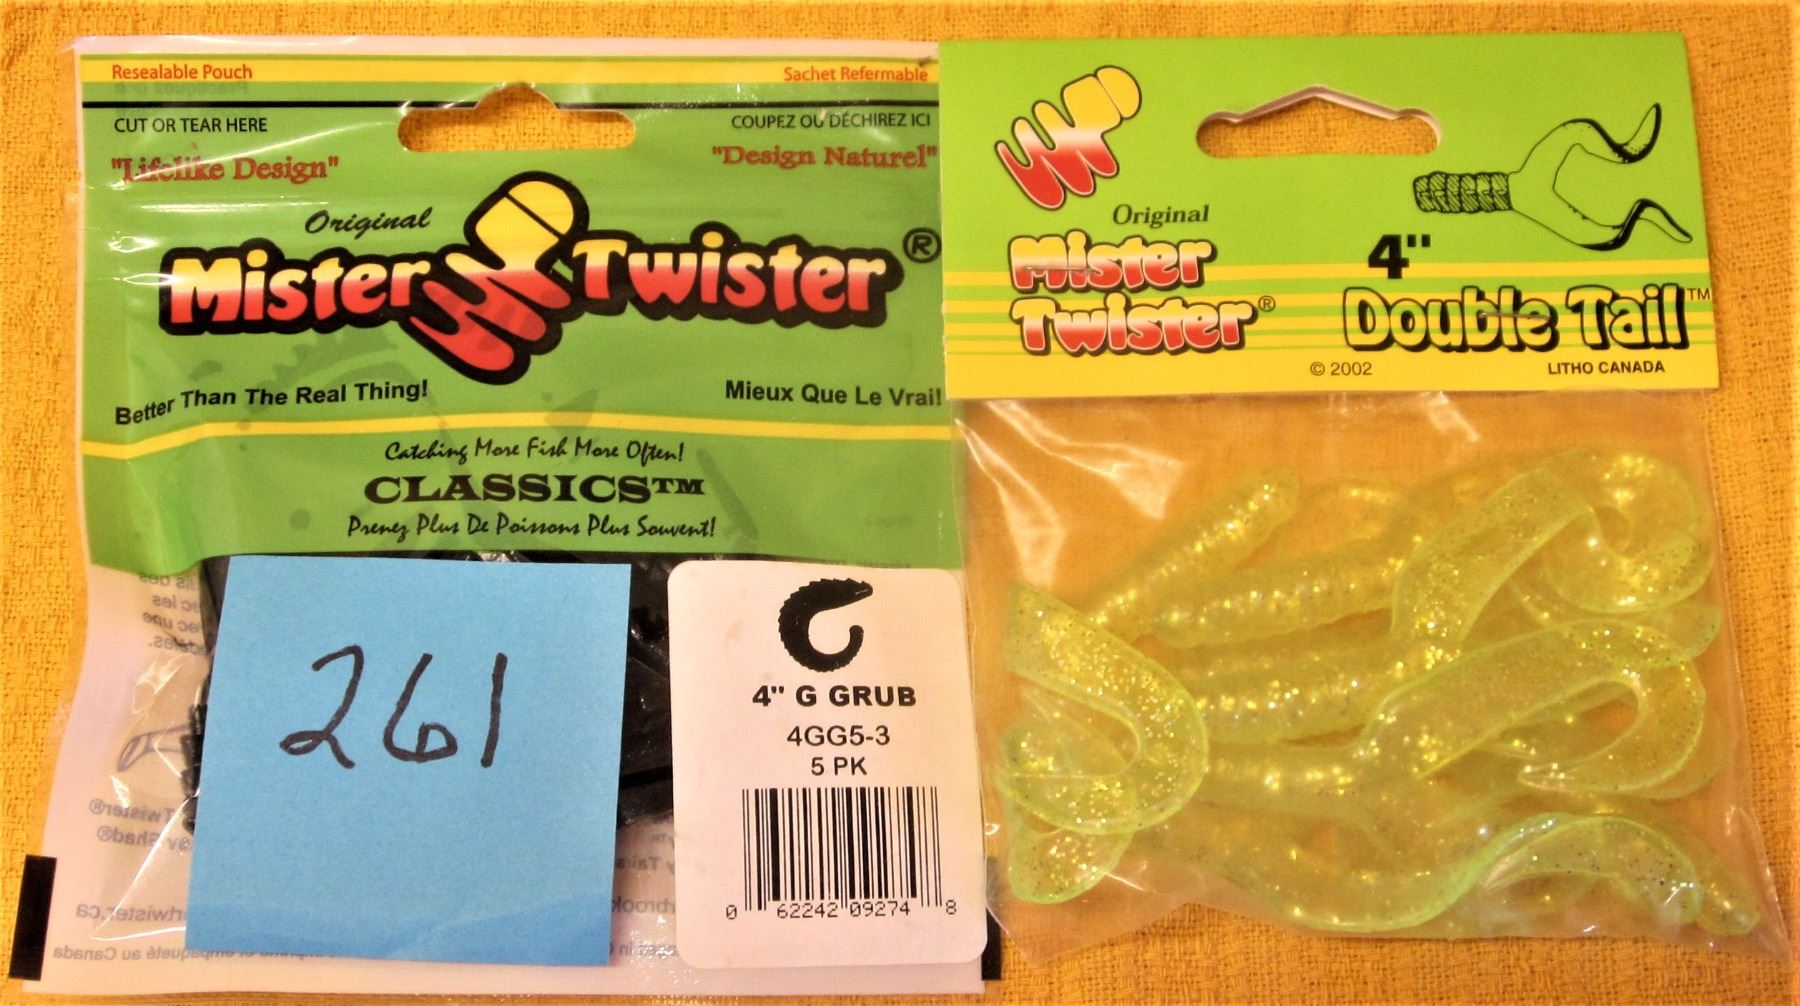 Resealable Pouch
Sachet Refermable
CUT OR TEAR HERE
COUPEZ OU DÉCHIREZ ICI
"Lifelike Design"
"Design Naturel"
Original
Mister Twister®
Better Than The Real Thing!
Mieux Que Le Vrai!
Catching More Fish More Often!
CLASSICS™
Prenez Plus De Poissons Plus Souvent!
261
4" G GRUB
4GG5-3
5 PK
0 62242 09274 8
Original
Mister
Twister®
4"
Double Tail™
© 2002
LITHO CANADA